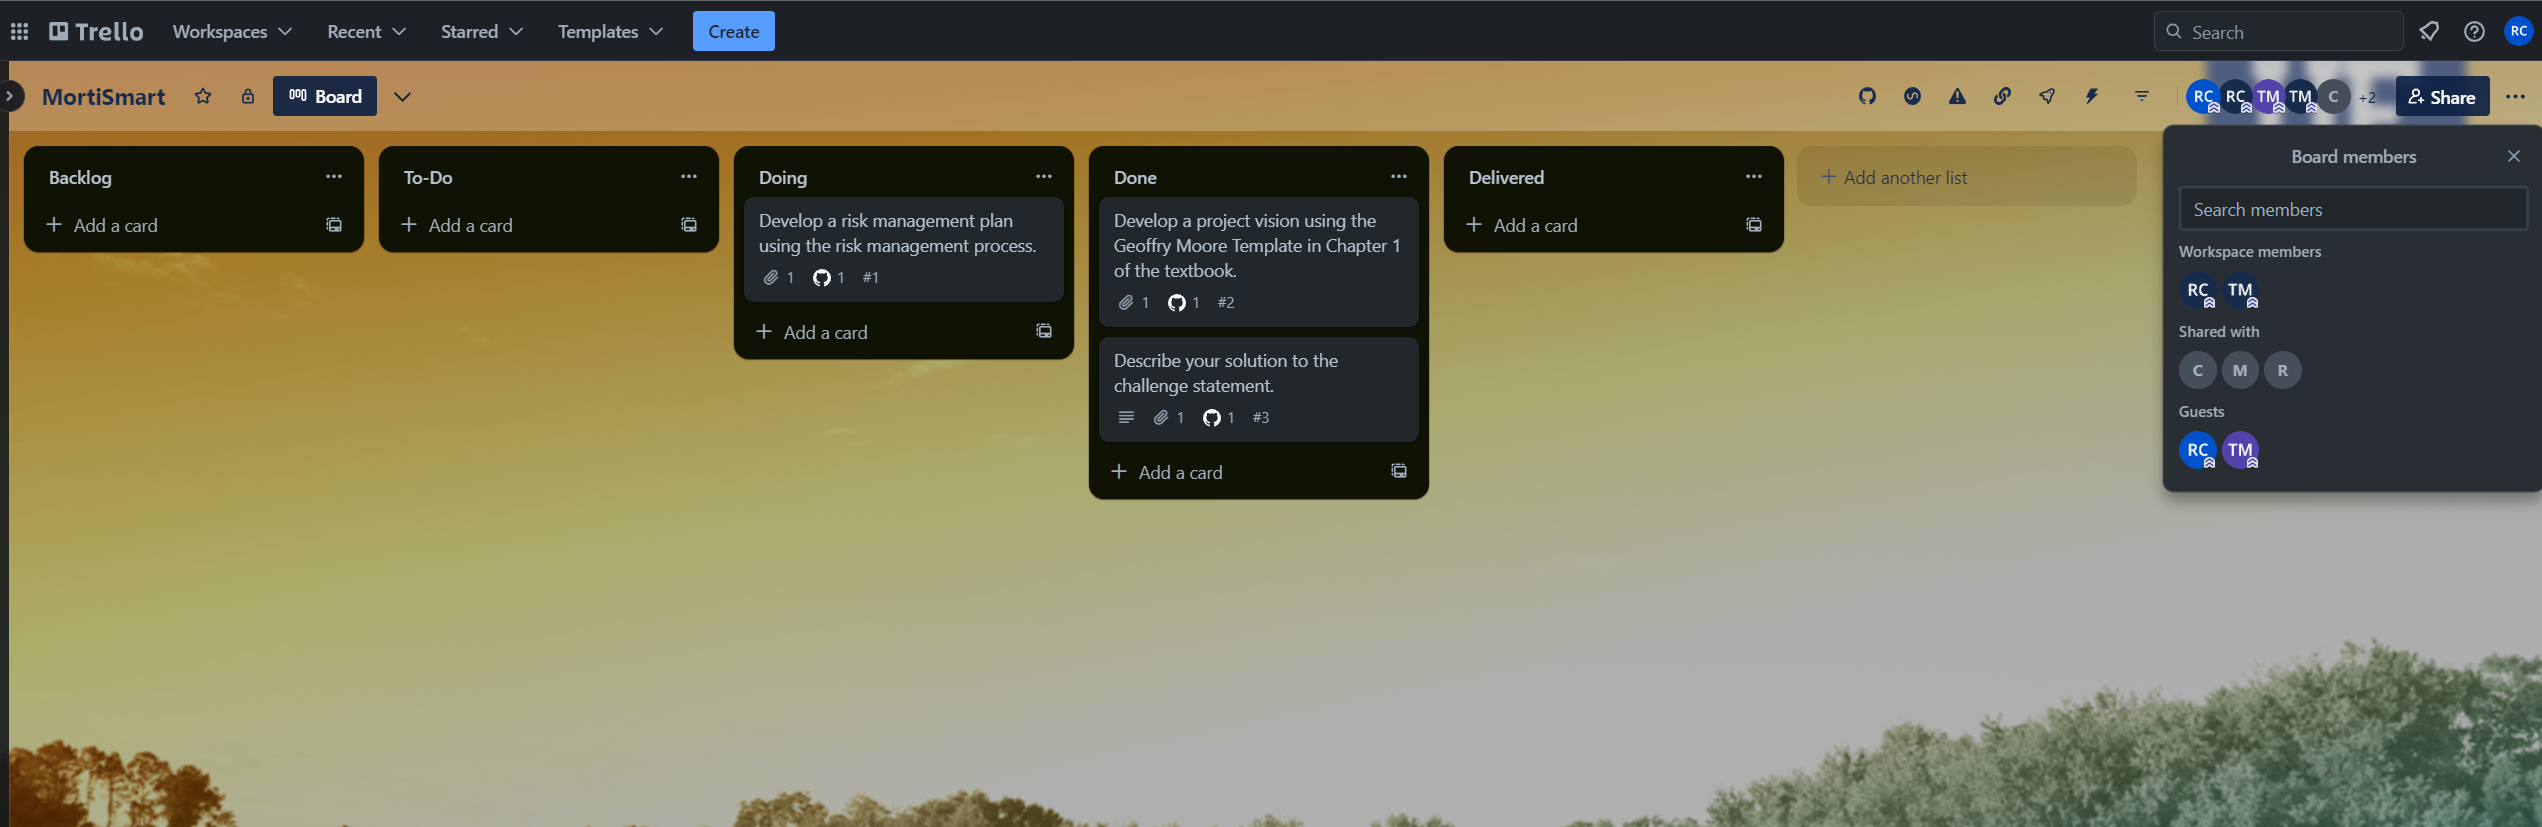 Trello
Workspaces
Recent
Starred
Templates
Create
Search
RC
MortiSmart
Board
RC
RC
TM
TM
C
+2
Share
Backlog
Add a card
To-Do
Add a card
Doing
Develop a risk management plan
using the risk management process.
1
1
#1
Add a card
Done
Develop a project vision using the
Geoffry Moore Template in Chapter 1
of the textbook.
1
1
#2
Describe your solution to the
challenge statement.
1
1
#3
Add a card
Delivered
Add a card
Add another list
Board members
Search members
Workspace members
RC
TM
Shared with
C
M
R
Guests
RC
TM